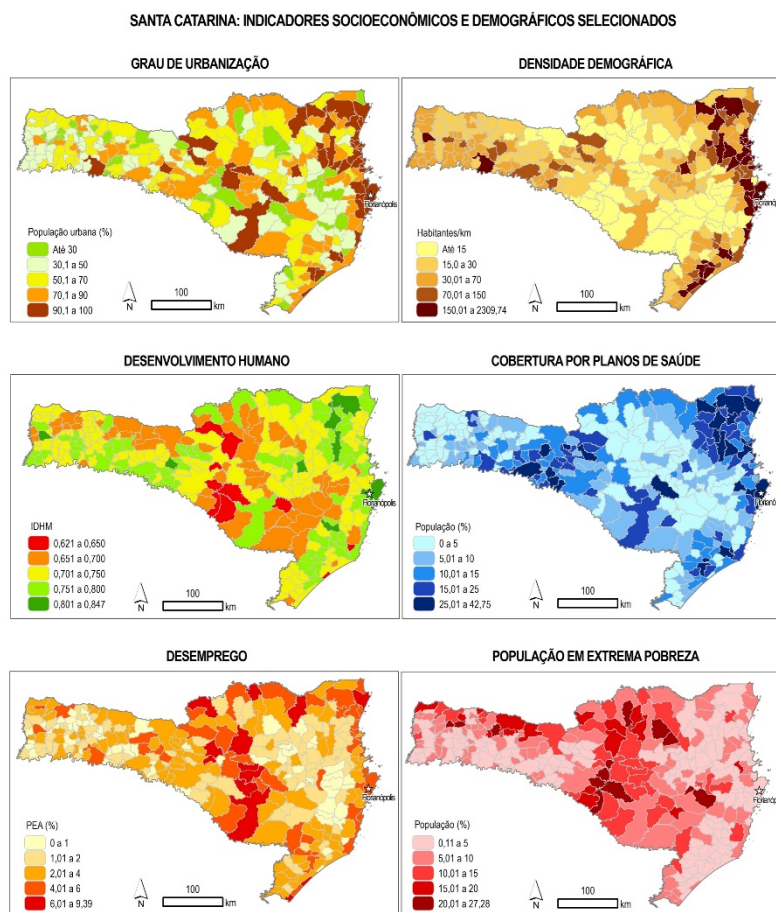 SANTA CATARINA: INDICADORES SOCIOECONÔMICOS E DEMOGRÁFICOS SELECIONADOS
GRAU DE URBANIZAÇÃO
Florianópolis
População urbana (%)
Até 30
30,1 a 50
50,1 a 70
70,1 a 90
90,1 a 100
N
100
km
DENSIDADE DEMOGRÁFICA
Florianópolis
Habitantes/km
Até 15
15,0 a 30
30,01 a 70
70,01 a 150
150,01 a 2309,74
N
100
km
DESENVOLVIMENTO HUMANO
Florianópolis
IDHM
0,621 a 0,650
0,651 a 0,700
0,701 a 0,750
0,751 a 0,800
0,801 a 0,847
N
100
km
COBERTURA POR PLANOS DE SAÚDE
População (%)
0 a 5
5,01 a 10
10,01 a 15
15,01 a 25
25,01 a 42,75
N
100
km
DESEMPREGO
Florianópolis
PEA (%)
0 a 1
1,01 a 2
2,01 a 4
4,01 a 6
6,01 a 9,39
N
100
km
POPULAÇÃO EM EXTREMA POBREZA
Florianópolis
População (%)
0,11 a 5
5,01 a 10
10,01 a 15
15,01 a 20
20,01 a 27,28
N
100
km